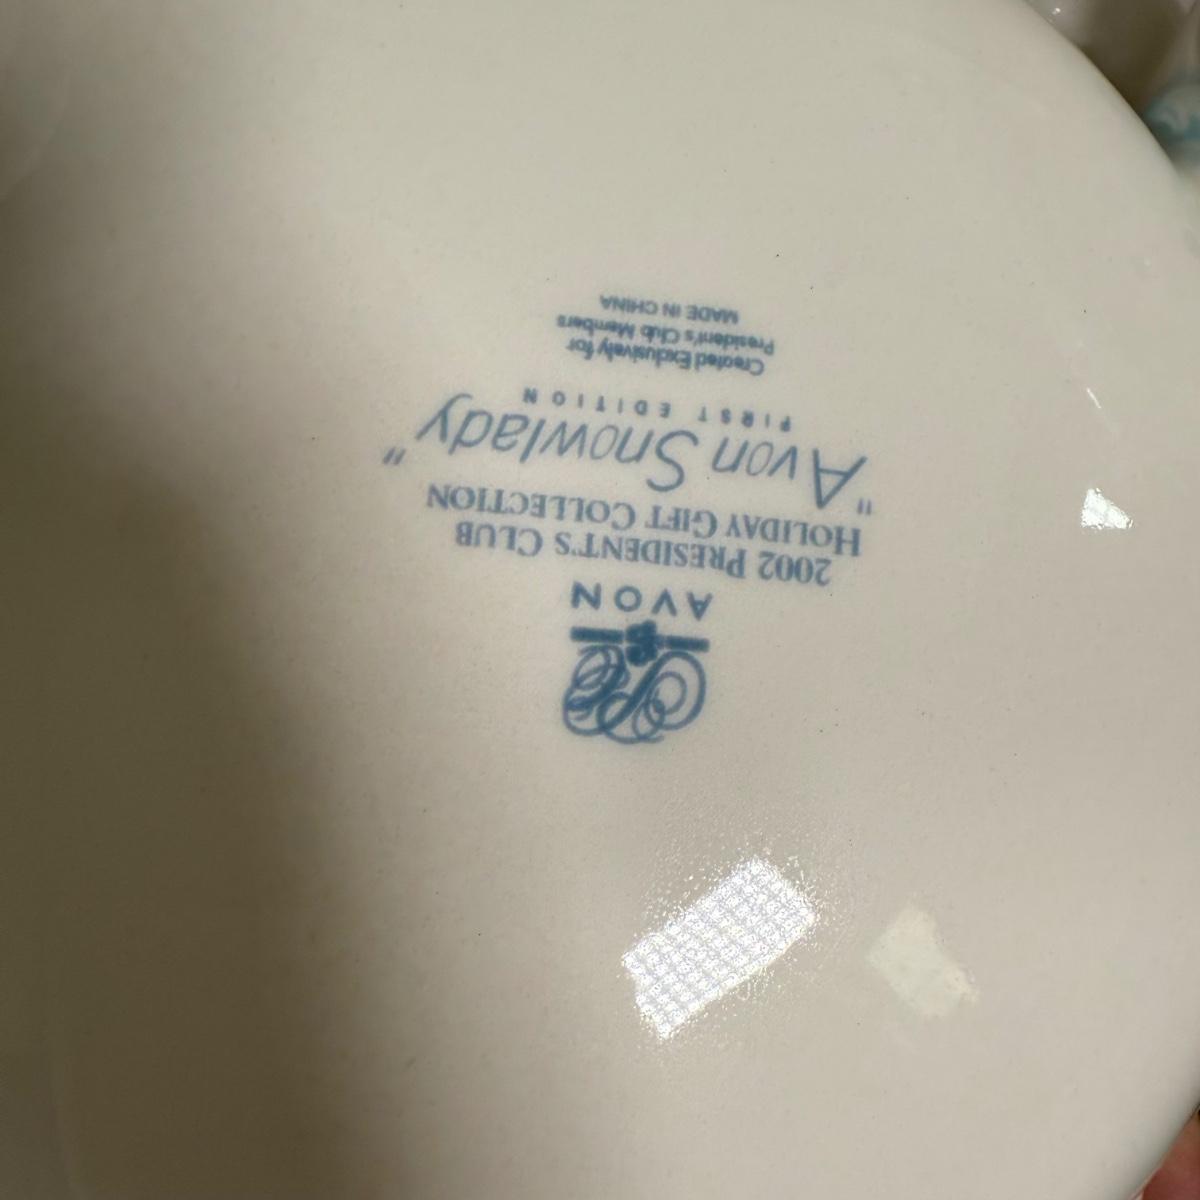 AVON
2002 PRESIDENT'S CLUB
HOLIDAY GIFT COLLECTION
"Avon Snowlady"
FIRST EDITION
Created Exclusively for
President's Club Members
MADE IN CHINA